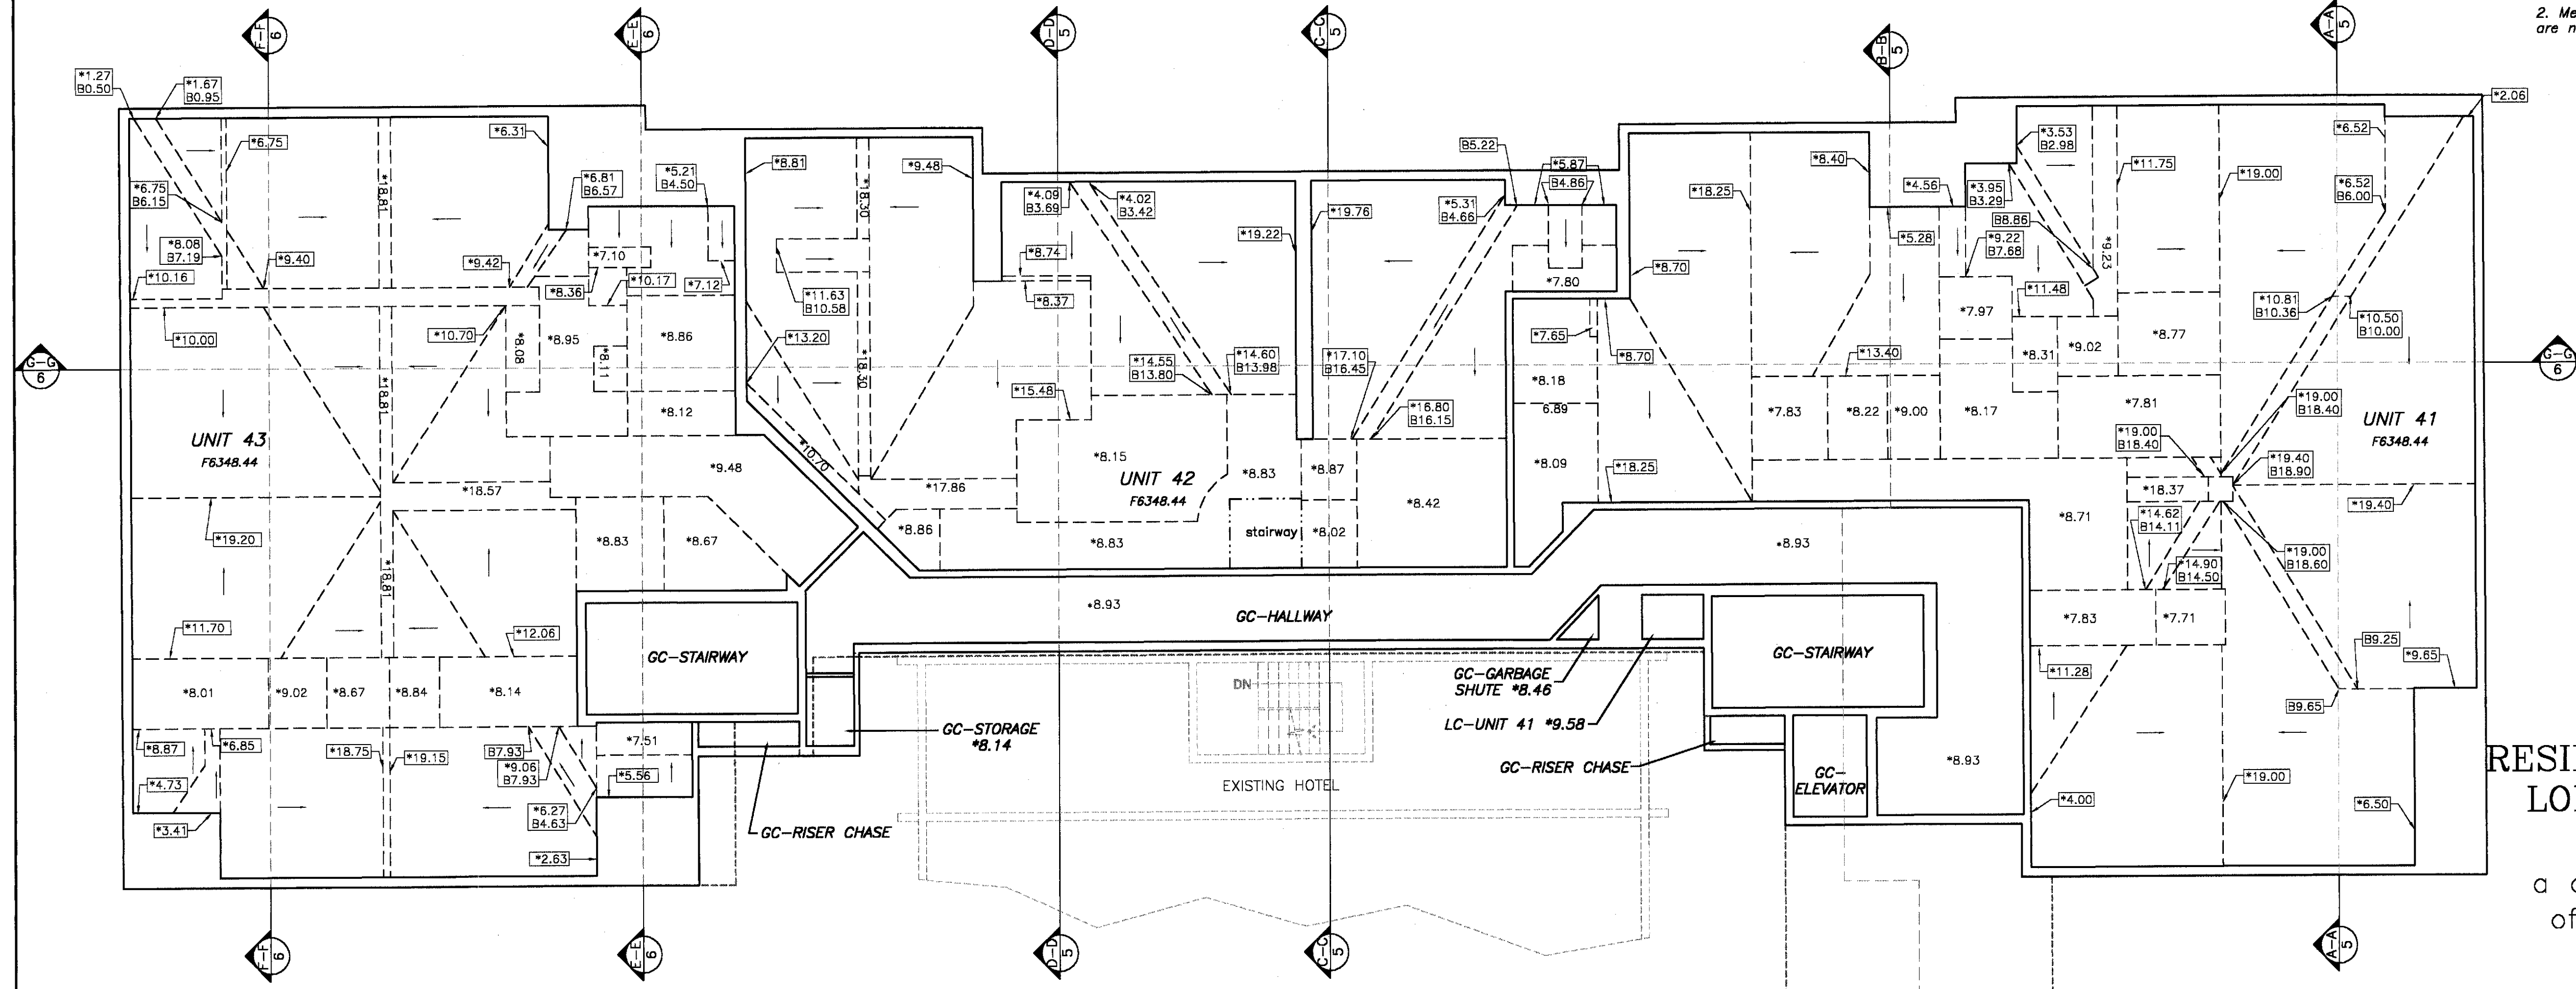 2. Me
are n
F-F
6
E-E
6
D-D
5
C-C
5
B-B
5
A-A
5
*1.27
B0.50
*1.67
B0.95
*6.75
*6.31
*18.81
*6.75
B6.15
*8.08
B7.19
*10.16
*9.40
*10.00
*6.81
B6.57
*5.21
B4.50
*7.10
*9.42
*8.36
*10.17
*7.12
*10.70
*8.08
*8.95
*8.86
*8.11
*8.12
*18.81
UNIT 43
F6348.44
*18.57
*9.48
*19.20
*8.83
*8.67
*18.81
*11.70
*12.06
*8.01
*9.02
*8.67
*8.84
*8.14
*8.87
*6.85
*18.75
*19.15
B7.93
*9.06
B7.93
*7.51
*5.56
*4.73
*3.41
*6.27
B4.63
*2.63
*8.81
*18.30
*9.48
*11.63
B10.58
*13.20
*18.30
*10.70
*4.09
B3.69
*4.02
B3.42
*8.74
*8.37
*19.22
*19.76
*14.55
B13.80
*14.60
B13.98
*15.48
*8.15
UNIT 42
F6348.44
*17.86
*8.86
*8.83
*8.83
stairway
*8.87
*8.02
*8.42
*17.10
B16.45
*16.80
B16.15
*5.31
B4.66
B5.22
*5.87
B4.86
*7.80
*7.65
*8.70
*8.70
*8.18
6.89
*8.09
*18.25
*18.25
*8.40
*4.56
*5.28
*13.40
*7.83
*8.22
*9.00
*8.17
*3.53
B2.98
*3.95
B3.29
B8.86
*9.22
B7.68
*9.23
*11.48
*7.97
*8.31
*9.02
*8.77
*11.75
*19.00
*6.52
*2.06
*6.52
B6.00
*10.81
B10.36
*10.50
B10.00
*7.81
*19.00
B18.40
*19.00
B18.40
*19.40
B18.90
UNIT 41
F6348.44
*18.37
*19.40
*8.71
*14.62
B14.11
*14.90
B14.50
*19.00
B18.60
*7.83
*7.71
*11.28
B9.25
*9.65
B9.65
*4.00
*19.00
*6.50
*8.93
*8.93
GC-HALLWAY
GC-STAIRWAY
GC-STAIRWAY
GC-GARBAGE
SHUTE *8.46
LC-UNIT 41 *9.58
GC-STORAGE
*8.14
GC-RISER CHASE
GC-RISER CHASE
GC-
ELEVATOR
*8.93
DN
EXISTING HOTEL
G-G
6
G-G
6
RESI
LO
a
of
F-F
6
E-E
6
D-D
5
C-C
5
A-A
5